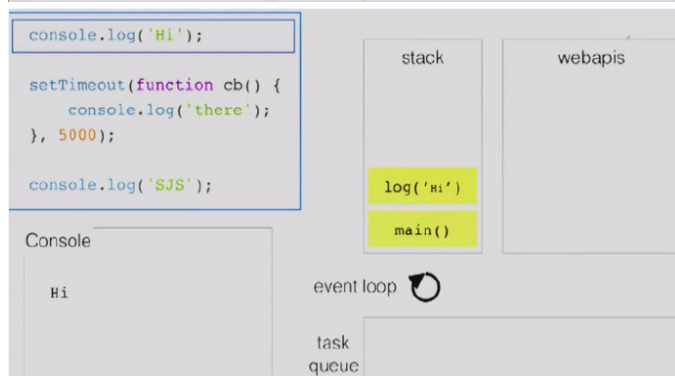 console.log('Hi');
setTimeout(function cb() {
console.log('there');
}, 5000);
console.log('SJS');
Console
Hi
stack
webapis
log('Hi')
main()
event loop
task
queue